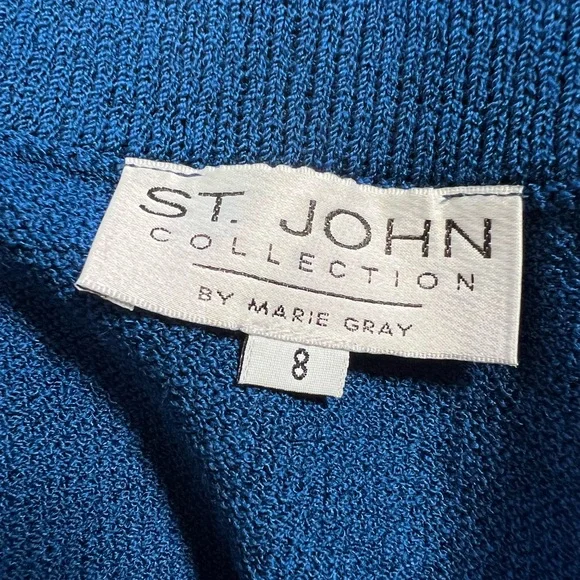 ST. JOHN
COLLECTION
BY MARIE GRAY
8